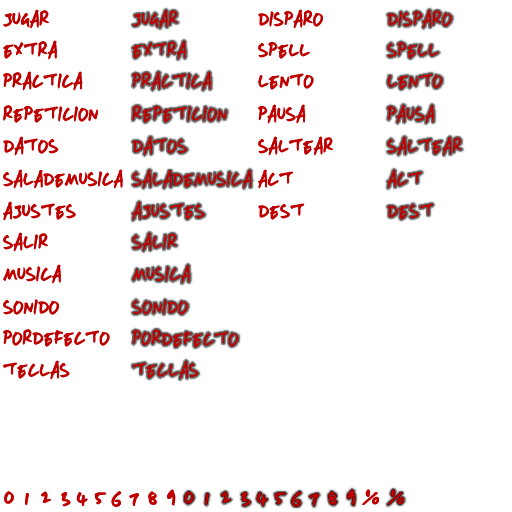 JUGAR JUGAR DISPARO DISPARO
EXTRA EXTRA SPELL SPELL
PRACTICA PRACTICA LENTO LENTO
REPETICION REPETICION PAUSA PAUSA
DATOS DATOS SALTEAR SALTEAR
SALADEMUSICA SALADEMUSICA ACT ACT
AJUSTES AJUSTES DEST DEST
SALIR SALIR
MUSICA MUSICA
SONIDO SONIDO
PORDEFECTO PORDEFECTO
TECLAS TECLAS
0 1 2 3 4 5 6 7 8 9 0 1 2 3 4 5 6 7 8 9 % %